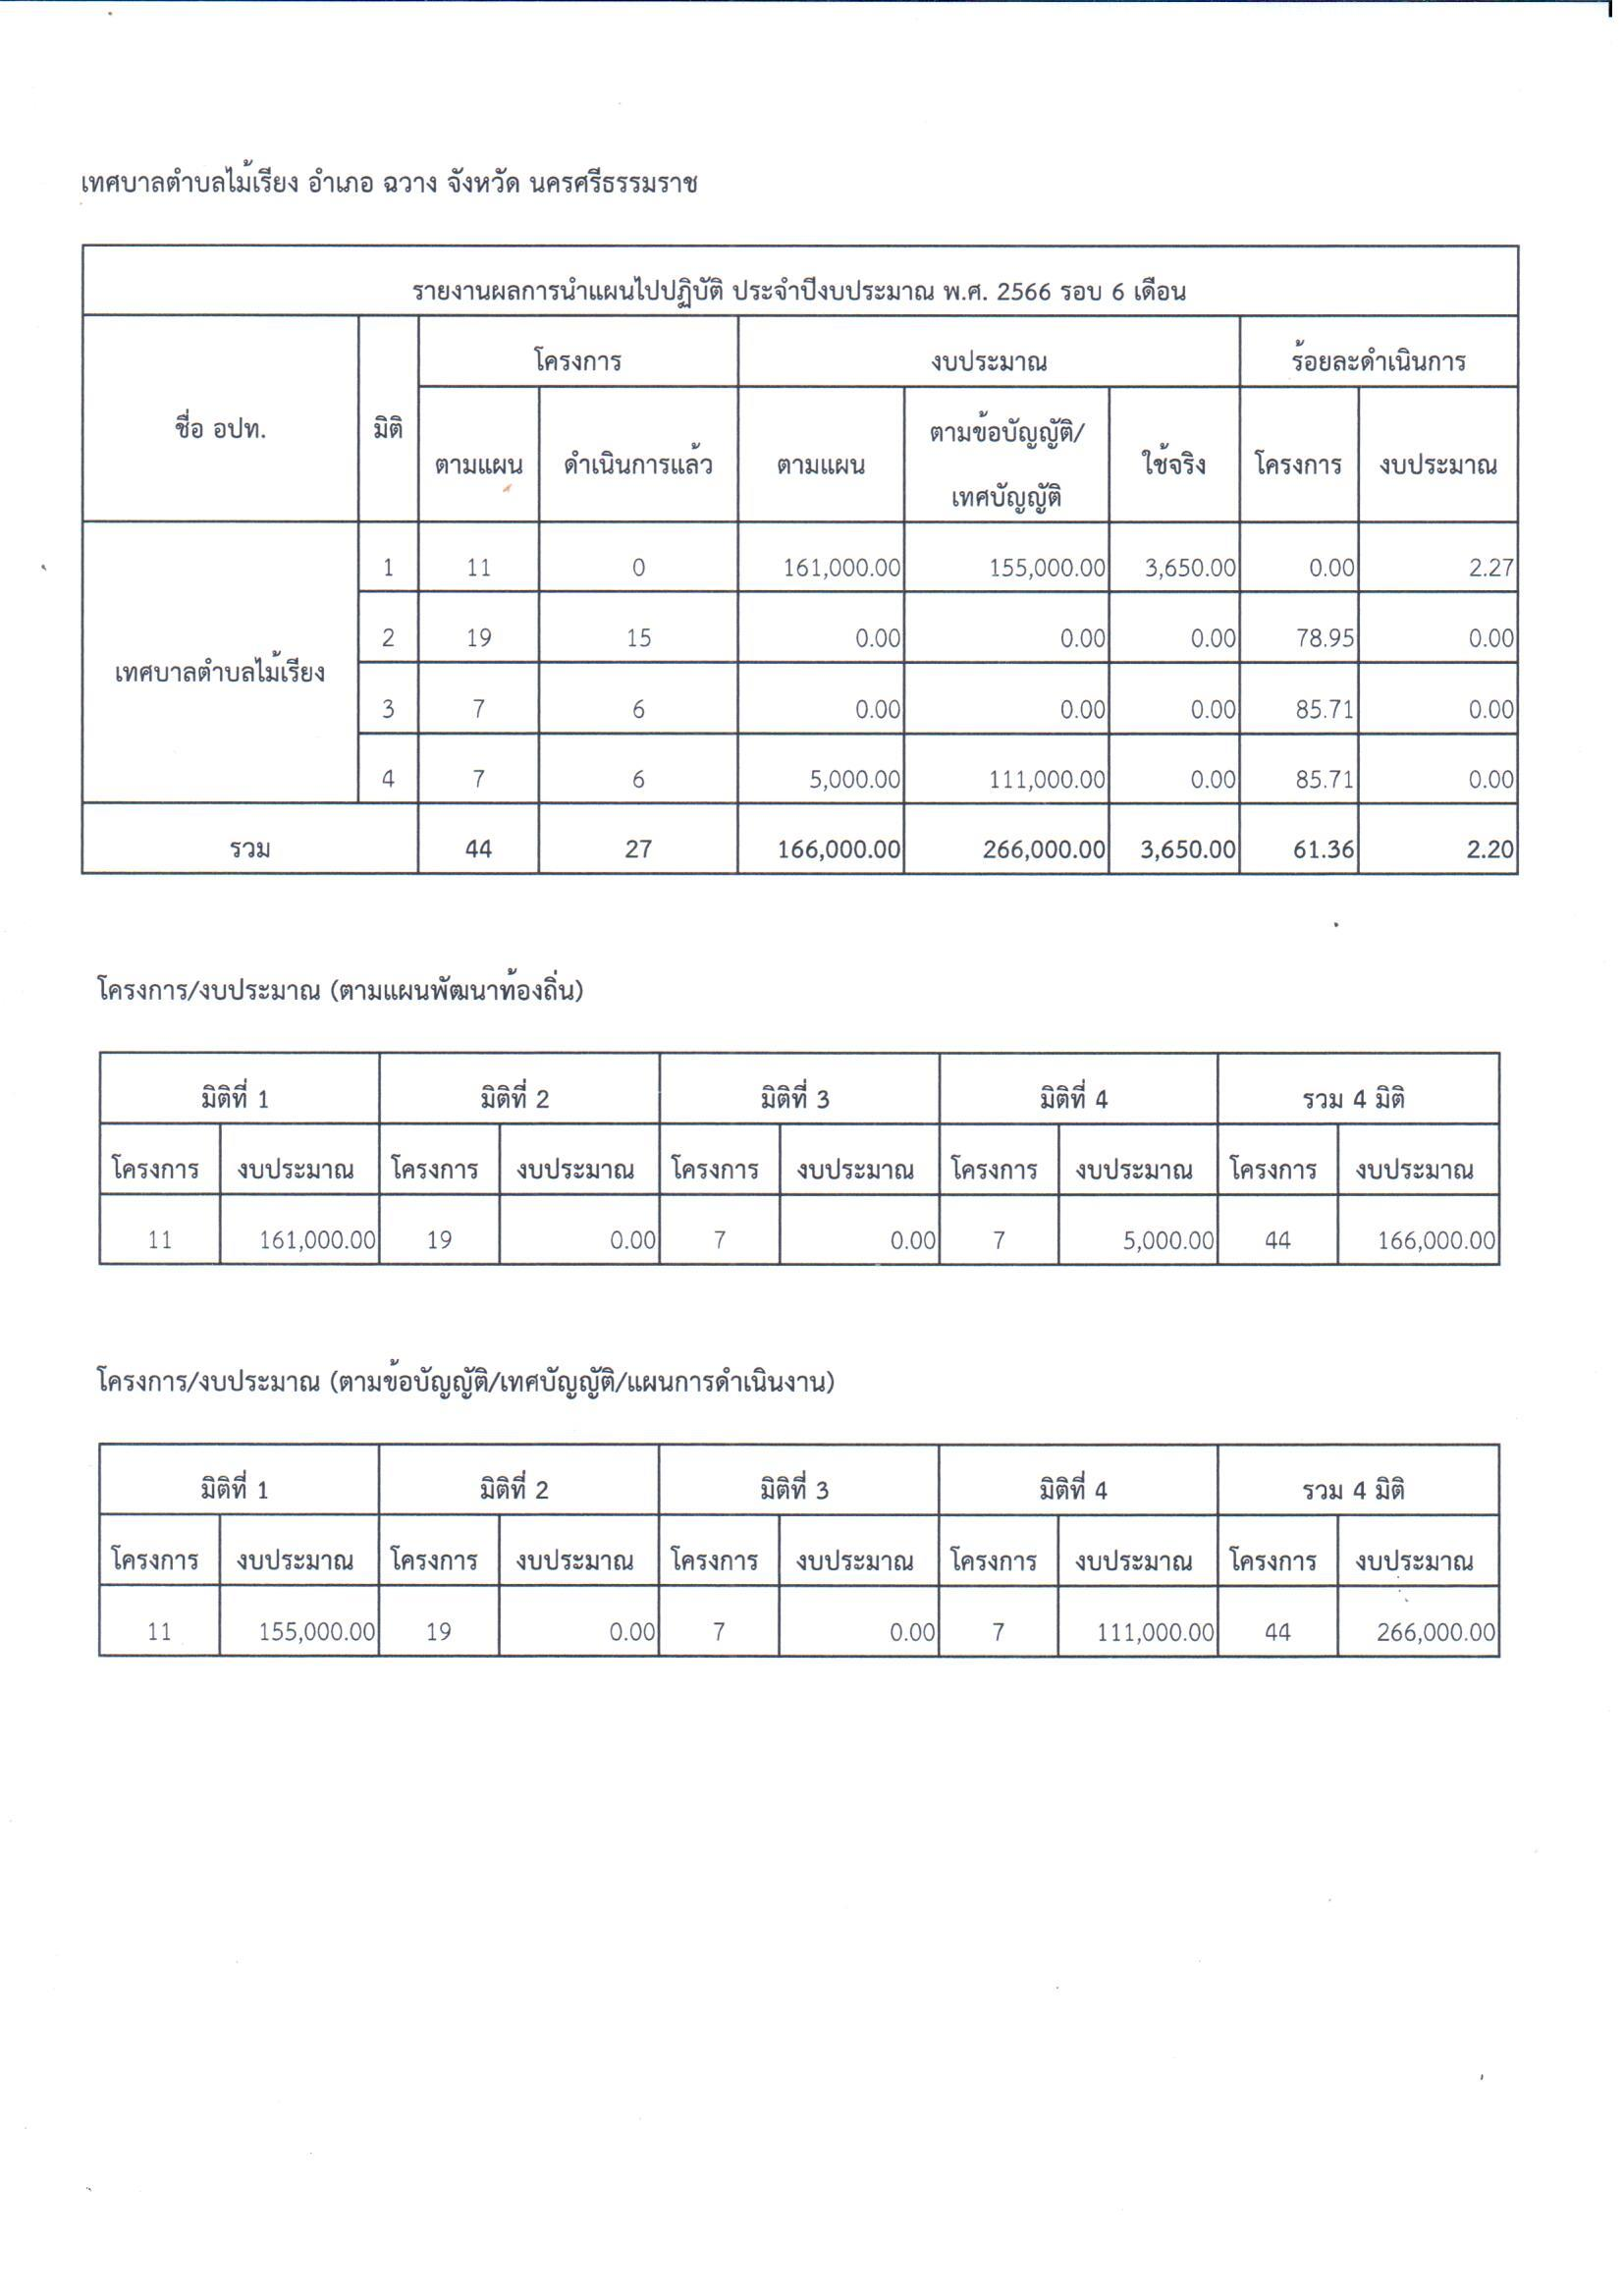 เทศบาลตำบลไม้เรียง อำเภอ ฉวาง จังหวัด นครศรีธรรมราช
รายงานผลการนำแผนไปปฏิบัติ ประจำปีงบประมาณ พ.ศ. 2566 รอบ 6 เดือน
ชื่อ อปท. มิติ โครงการ งบประมาณ ร้อยละดำเนินการ
ตามแผน ดำเนินการแล้ว ตามแผน ตามข้อบัญญัติ/ ใช้จริง โครงการ งบประมาณ
เทศบัญญัติ
1 11 0 161,000.00 155,000.00 3,650.00 0.00 2.27
2 19 15 0.00 0.00 0.00 78.95 0.00
เทศบาลตำบลไม้เรียง
3 7 6 0.00 0.00 0.00 85.71 0.00
4 7 6 5,000.00 111,000.00 0.00 85.71 0.00
รวม 44 27 166,000.00 266,000.00 3,650.00 61.36 2.20
โครงการ/งบประมาณ (ตามแผนพัฒนาท้องถิ่น)
มิติที่ 1 มิติที่ 2 มิติที่ 3 มิติที่ 4 รวม 4 มิติ
โครงการ งบประมาณ โครงการ งบประมาณ โครงการ งบประมาณ โครงการ งบประมาณ โครงการ งบประมาณ
11 161,000.00 19 0.00 7 0.00 7 5,000.00 44 166,000.00
โครงการ/งบประมาณ (ตามข้อบัญญัติ/เทศบัญญัติ/แผนการดำเนินงาน)
มิติที่ 1 มิติที่ 2 มิติที่ 3 มิติที่ 4 รวม 4 มิติ
โครงการ งบประมาณ โครงการ งบประมาณ โครงการ งบประมาณ โครงการ งบประมาณ โครงการ งบประมาณ
11 155,000.00 19 0.00 7 0.00 7 111,000.00 44 266,000.00